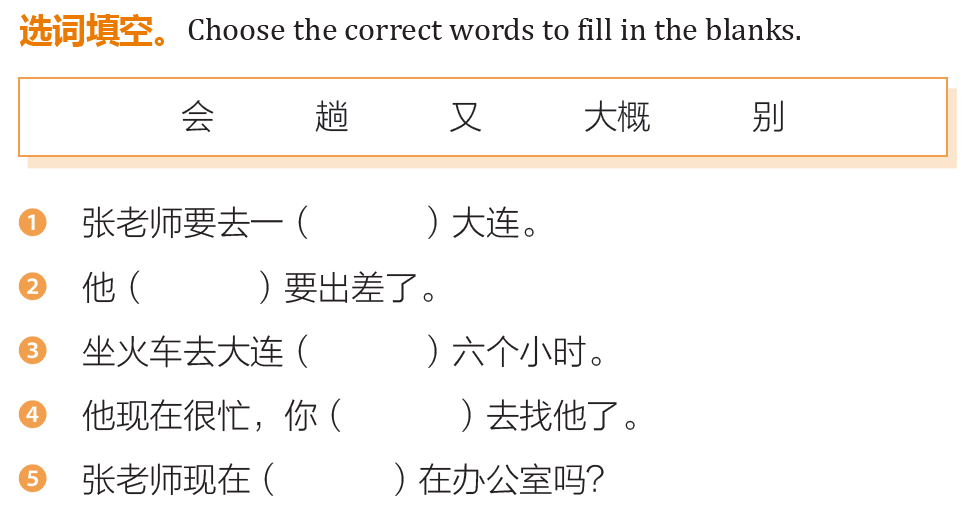 选词填空。Choose the correct words to fill in the blanks.
会 趟 又 大概 别
1 张老师要去一（ ）大连。
2 他（ ）要出差了。
3 坐火车去大连（ ）六个小时。
4 他现在很忙，你（ ）去找他了。
5 张老师现在（ ）在办公室吗？